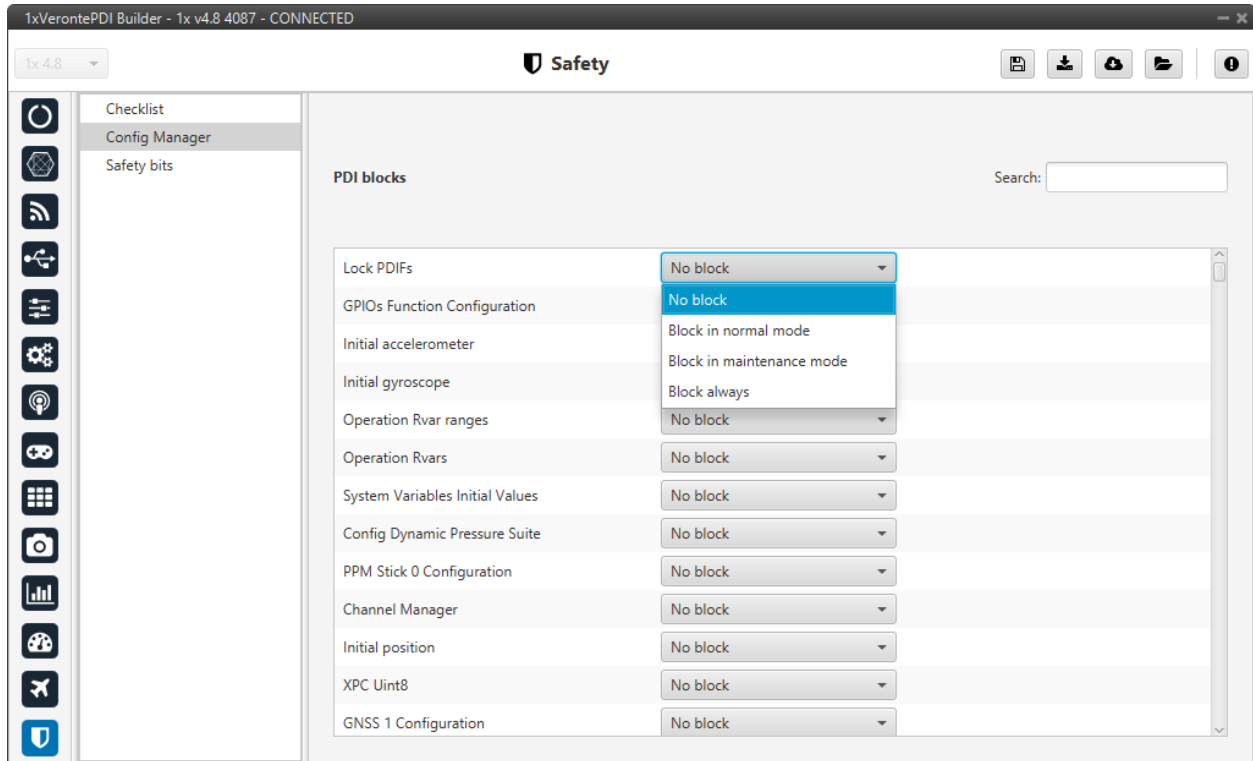 1xVerontePDI Builder - 1x v4.8 4087 - CONNECTED
1x 4.8
Safety
Checklist
Config Manager
Safety bits
PDI blocks
Search:
Lock PDIFs No block
No block
GPIOs Function Configuration
Block in normal mode
Initial accelerometer
Block in maintenance mode
Initial gyroscope
Block always
Operation Rvar ranges No block
Operation Rvars No block
System Variables Initial Values No block
Config Dynamic Pressure Suite No block
PPM Stick 0 Configuration No block
Channel Manager No block
Initial position No block
XPC Uint8 No block
GNSS 1 Configuration No block